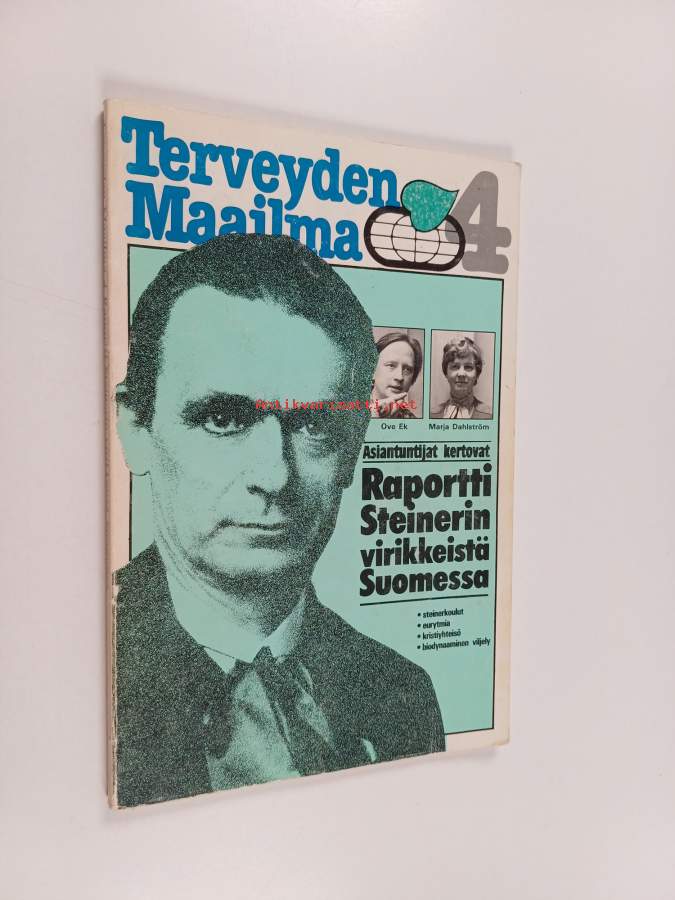 Terveyden
Maailma
4
Antikvariaatti.net
Ove Ek
Marja Dahlström
Asiantuntijat kertovat
Raportti
Steinerin
virikkeistä
Suomessa
• steinerkoulut
• eurytmia
• kristiyhteisö
• biodynaaminen viljely